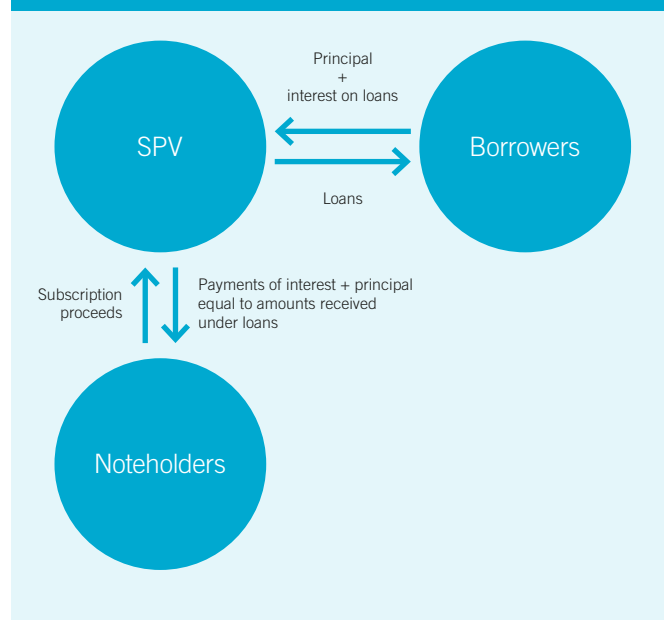 Principal
+
interest on loans
SPV
Borrowers
Loans
Subscription
proceeds
Payments of interest + principal
equal to amounts received
under loans
Noteholders